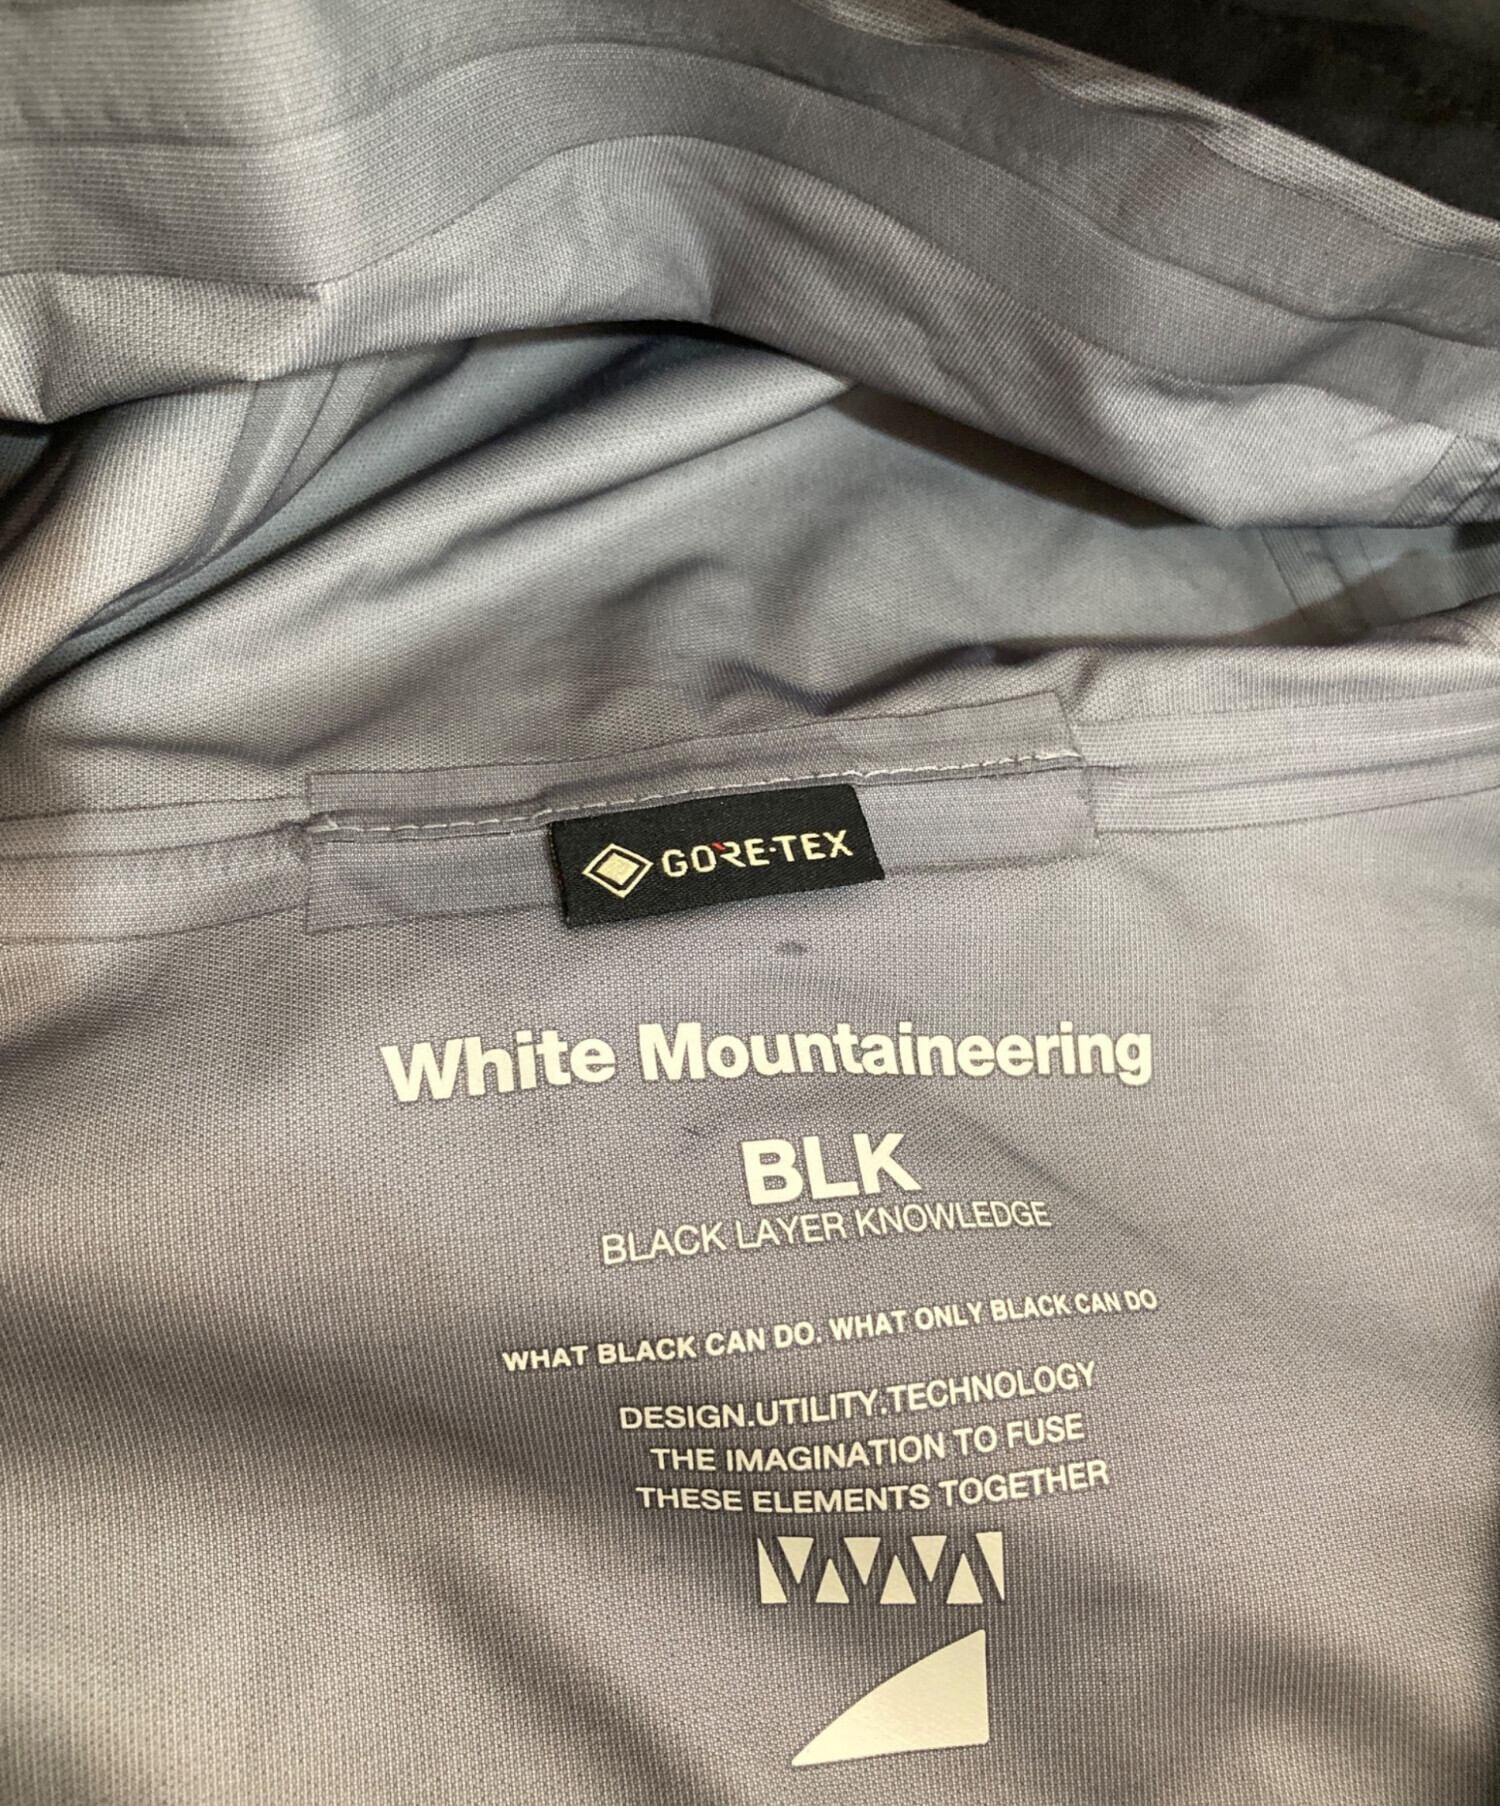 GORE-TEX
White Mountaineering
BLK
BLACK LAYER KNOWLEDGE
WHAT BLACK CAN DO. WHAT ONLY BLACK CAN DO
DESIGN.UTILITY.TECHNOLOGY
THE IMAGINATION TO FUSE
THESE ELEMENTS TOGETHER